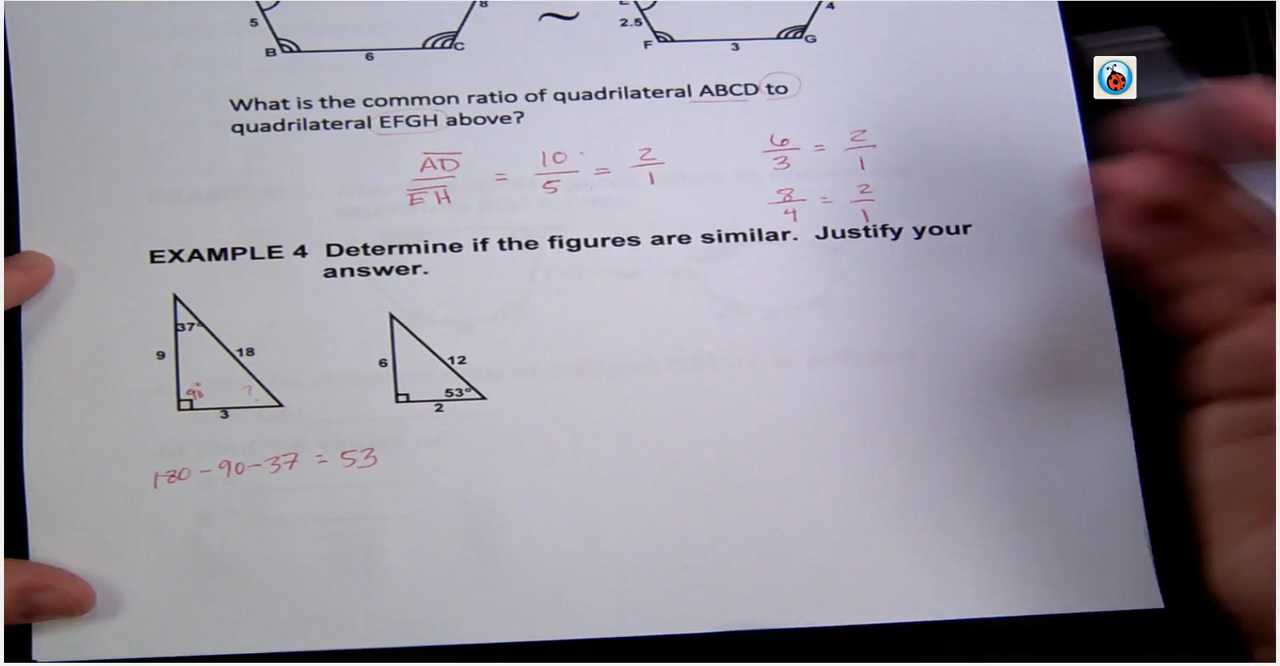 5
8
~
2.5
4
B
C
6
F
G
3
What is the common ratio of quadrilateral ABCD to
quadrilateral EFGH above?
AD/EH = 10/5 = 2/1
6/3 = 2/1
8/4 = 2/1
EXAMPLE 4 Determine if the figures are similar. Justify your
answer.
37°
9
18
90°
?
3
6
12
53°
2
180 - 90 - 37 = 53